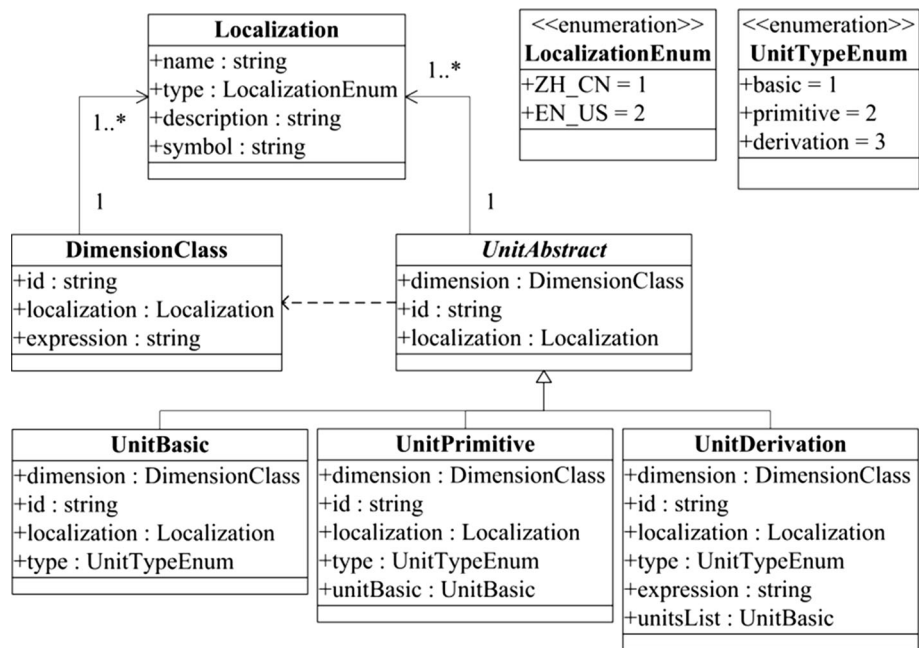 Localization
+name : string
+type : LocalizationEnum
+description : string
+symbol : string
<<enumeration>>
LocalizationEnum
+ZH_CN = 1
+EN_US = 2
<<enumeration>>
UnitTypeEnum
+basic = 1
+primitive = 2
+derivation = 3
1..*
1..*
1
1
DimensionClass
+id : string
+localization : Localization
+expression : string
UnitAbstract
+dimension : DimensionClass
+id : string
+localization : Localization
UnitBasic
+dimension : DimensionClass
+id : string
+localization : Localization
+type : UnitTypeEnum
UnitPrimitive
+dimension : DimensionClass
+id : string
+localization : Localization
+type : UnitTypeEnum
+unitBasic : UnitBasic
UnitDerivation
+dimension : DimensionClass
+id : string
+localization : Localization
+type : UnitTypeEnum
+expression : string
+unitsList : UnitBasic